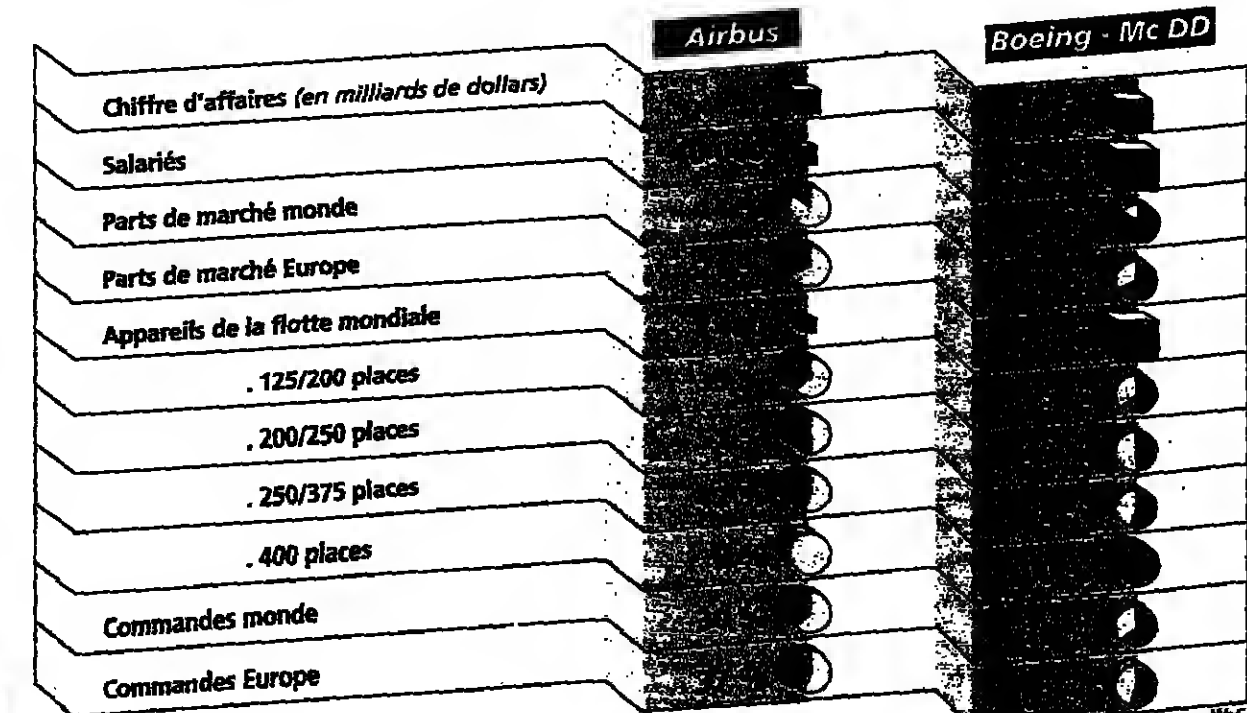 Airbus
Boeing - Mc DD
Chiffre d'affaires (en milliards de dollars)
Salariés
Parts de marché monde
Parts de marché Europe
Appareils de la flotte mondiale
. 125/200 places
. 200/250 places
. 250/375 places
. 400 places
Commandes monde
Commandes Europe